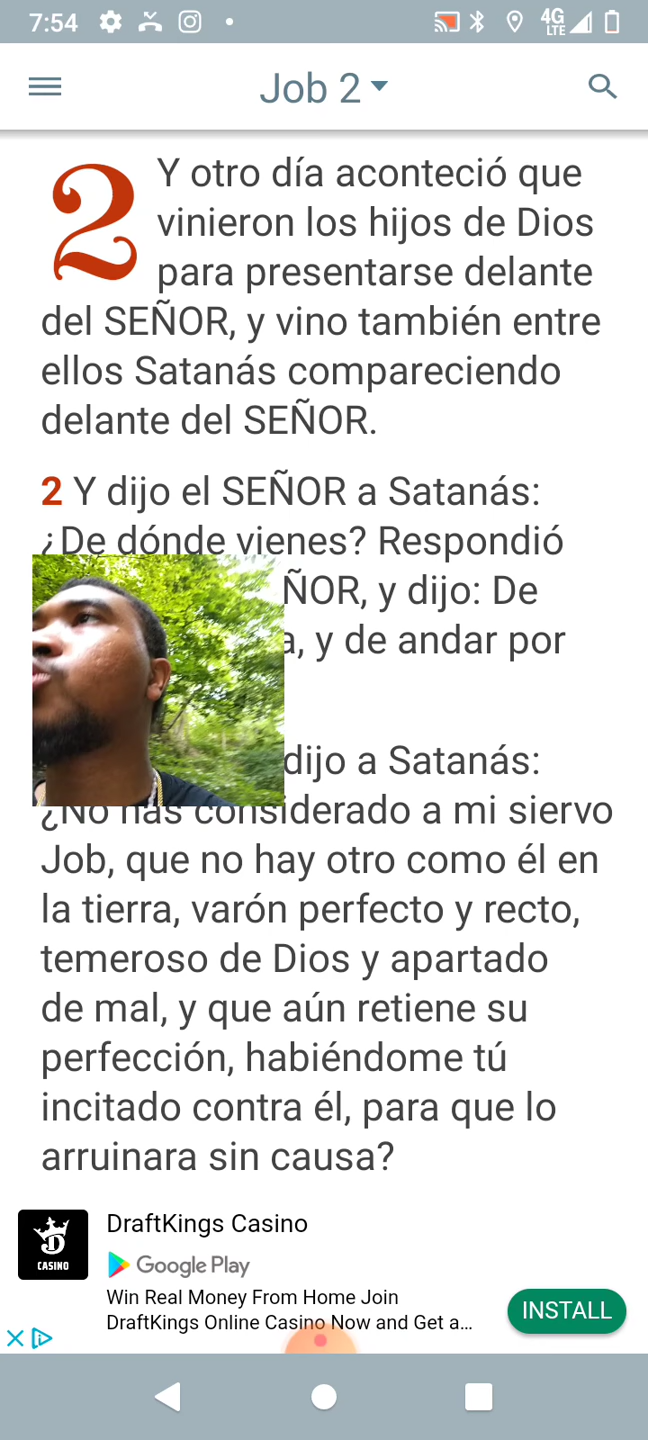 7:54
4G
LTE
Job 2
2 Y otro día aconteció que
vinieron los hijos de Dios
para presentarse delante
del SEÑOR, y vino también entre
ellos Satanás compareciendo
delante del SEÑOR.
2 Y dijo el SEÑOR a Satanás:
¿De dónde vienes? Respondió
ÑOR, y dijo: De
a, y de andar por
dijo a Satanás:
¿No has considerado a mi siervo
Job, que no hay otro como él en
la tierra, varón perfecto y recto,
temeroso de Dios y apartado
de mal, y que aún retiene su
perfección, habiéndome tú
incitado contra él, para que lo
arruinara sin causa?
CASINO
DraftKings Casino
Google Play
Win Real Money From Home Join
DraftKings Online Casino Now and Get a...
INSTALL